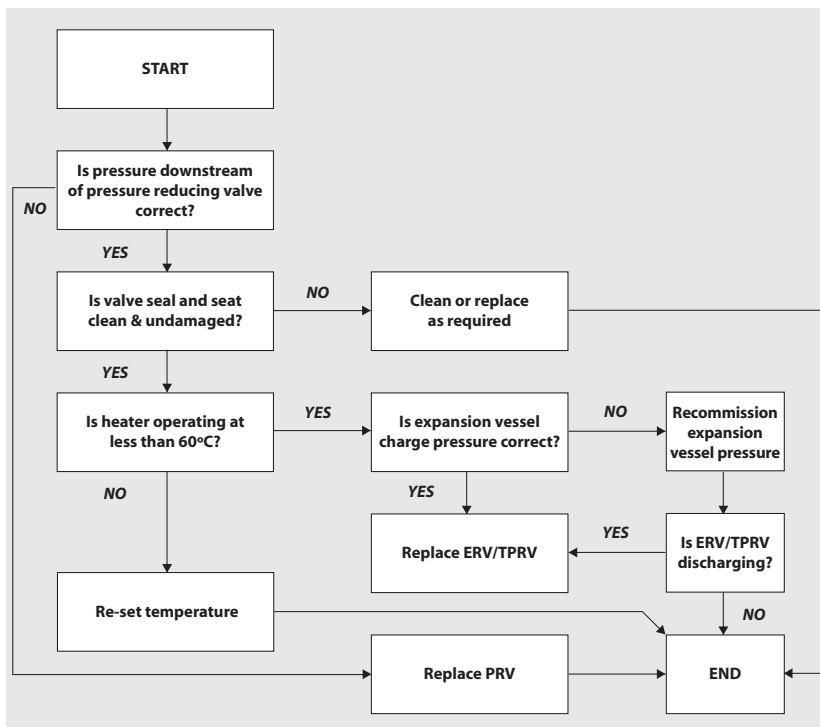 START
Is pressure downstream
of pressure reducing valve
correct?
NO
YES
Is valve seal and seat
clean & undamaged?
NO
Clean or replace
as required
YES
Is heater operating at
less than 60ºC?
YES
Is expansion vessel
charge pressure correct?
NO
Recommission
expansion
vessel pressure
NO
YES
Replace ERV/TPRV
YES
Is ERV/TPRV
discharging?
Re-set temperature
NO
Replace PRV
END